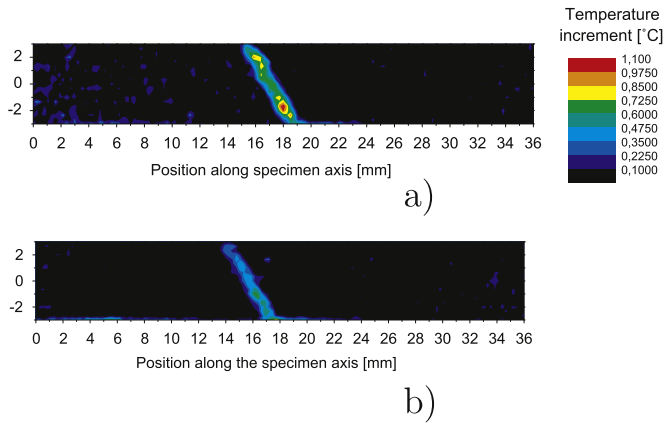 Temperature
increment [˚C]
1,100
0,9750
0,8500
0,7250
0,6000
0,4750
0,3500
0,2250
0,1000
2
0
-2
0 2 4 6 8 10 12 14 16 18 20 22 24 26 28 30 32 34 36
Position along specimen axis [mm]
a)
2
0
-2
0 2 4 6 8 10 12 14 16 18 20 22 24 26 28 30 32 34 36
Position along the specimen axis [mm]
b)